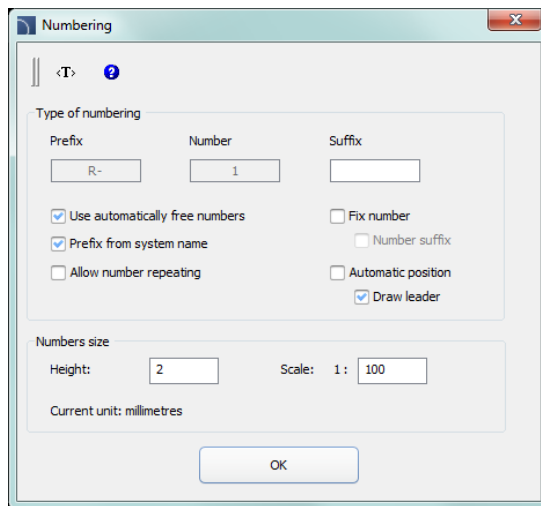 Numbering
<T> ?
Type of numbering
Prefix Number Suffix
R- 1
Use automatically free numbers Fix number
Prefix from system name Number suffix
Allow number repeating Automatic position
Draw leader
Numbers size
Height: 2 Scale: 1 : 100
Current unit: millimetres
OK